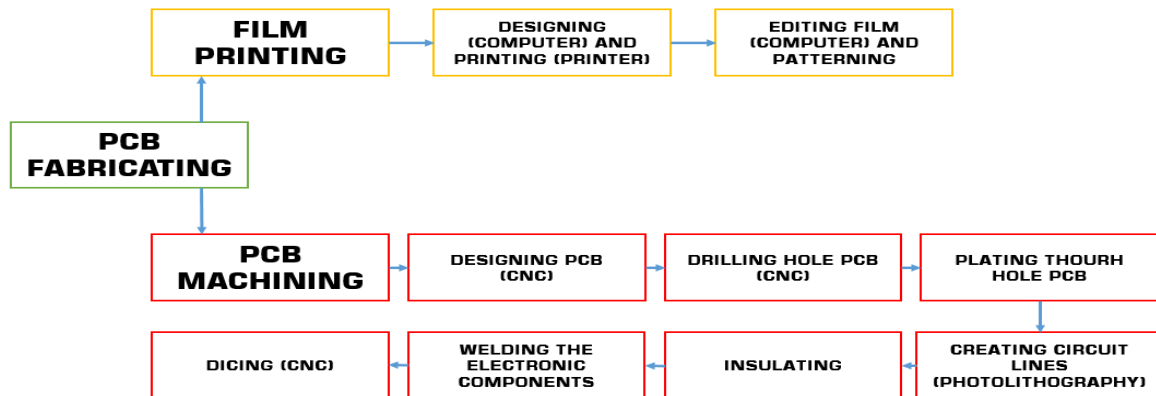 FILM
PRINTING
DESIGNING
(COMPUTER) AND
PRINTING (PRINTER)
EDITING FILM
(COMPUTER) AND
PATTERNING
PCB
FABRICATING
PCB
MACHINING
DESIGNING PCB
(CNC)
DRILLING HOLE PCB
(CNC)
PLATING THOURH
HOLE PCB
CREATING CIRCUIT
LINES
(PHOTOLITHOGRAPHY)
INSULATING
WELDING THE
ELECTRONIC
COMPONENTS
DICING (CNC)